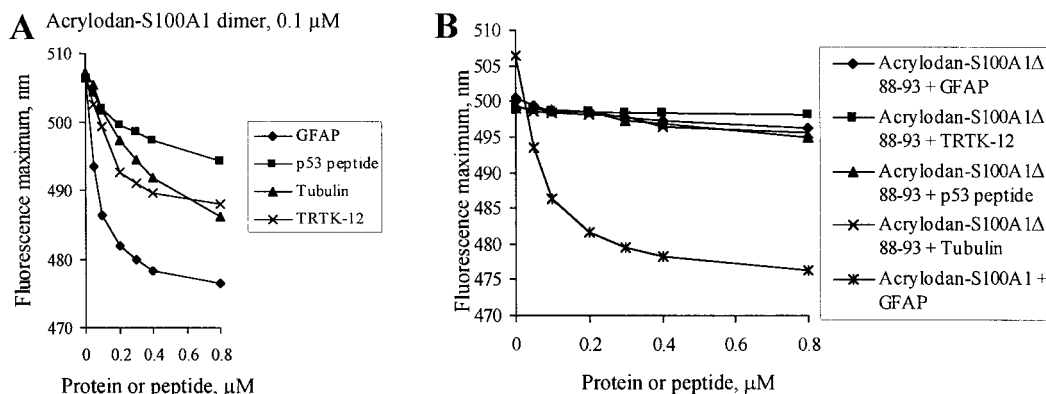 A Acrylodan-S100A1 dimer, 0.1 µM
510
500
490
480
470
0 0.2 0.4 0.6 0.8
Fluorescence maximum, nm
Protein or peptide, µM
GFAP
p53 peptide
Tubulin
TRTK-12
B
510
505
500
495
490
485
480
475
470
0 0.2 0.4 0.6 0.8
Fluorescence maximum, nm
Protein or peptide, µM
Acrylodan-S100A1Δ
88-93 + GFAP
Acrylodan-S100A1Δ
88-93 + TRTK-12
Acrylodan-S100A1Δ
88-93 + p53 peptide
Acrylodan-S100A1Δ
88-93 + Tubulin
Acrylodan-S100A1 +
GFAP